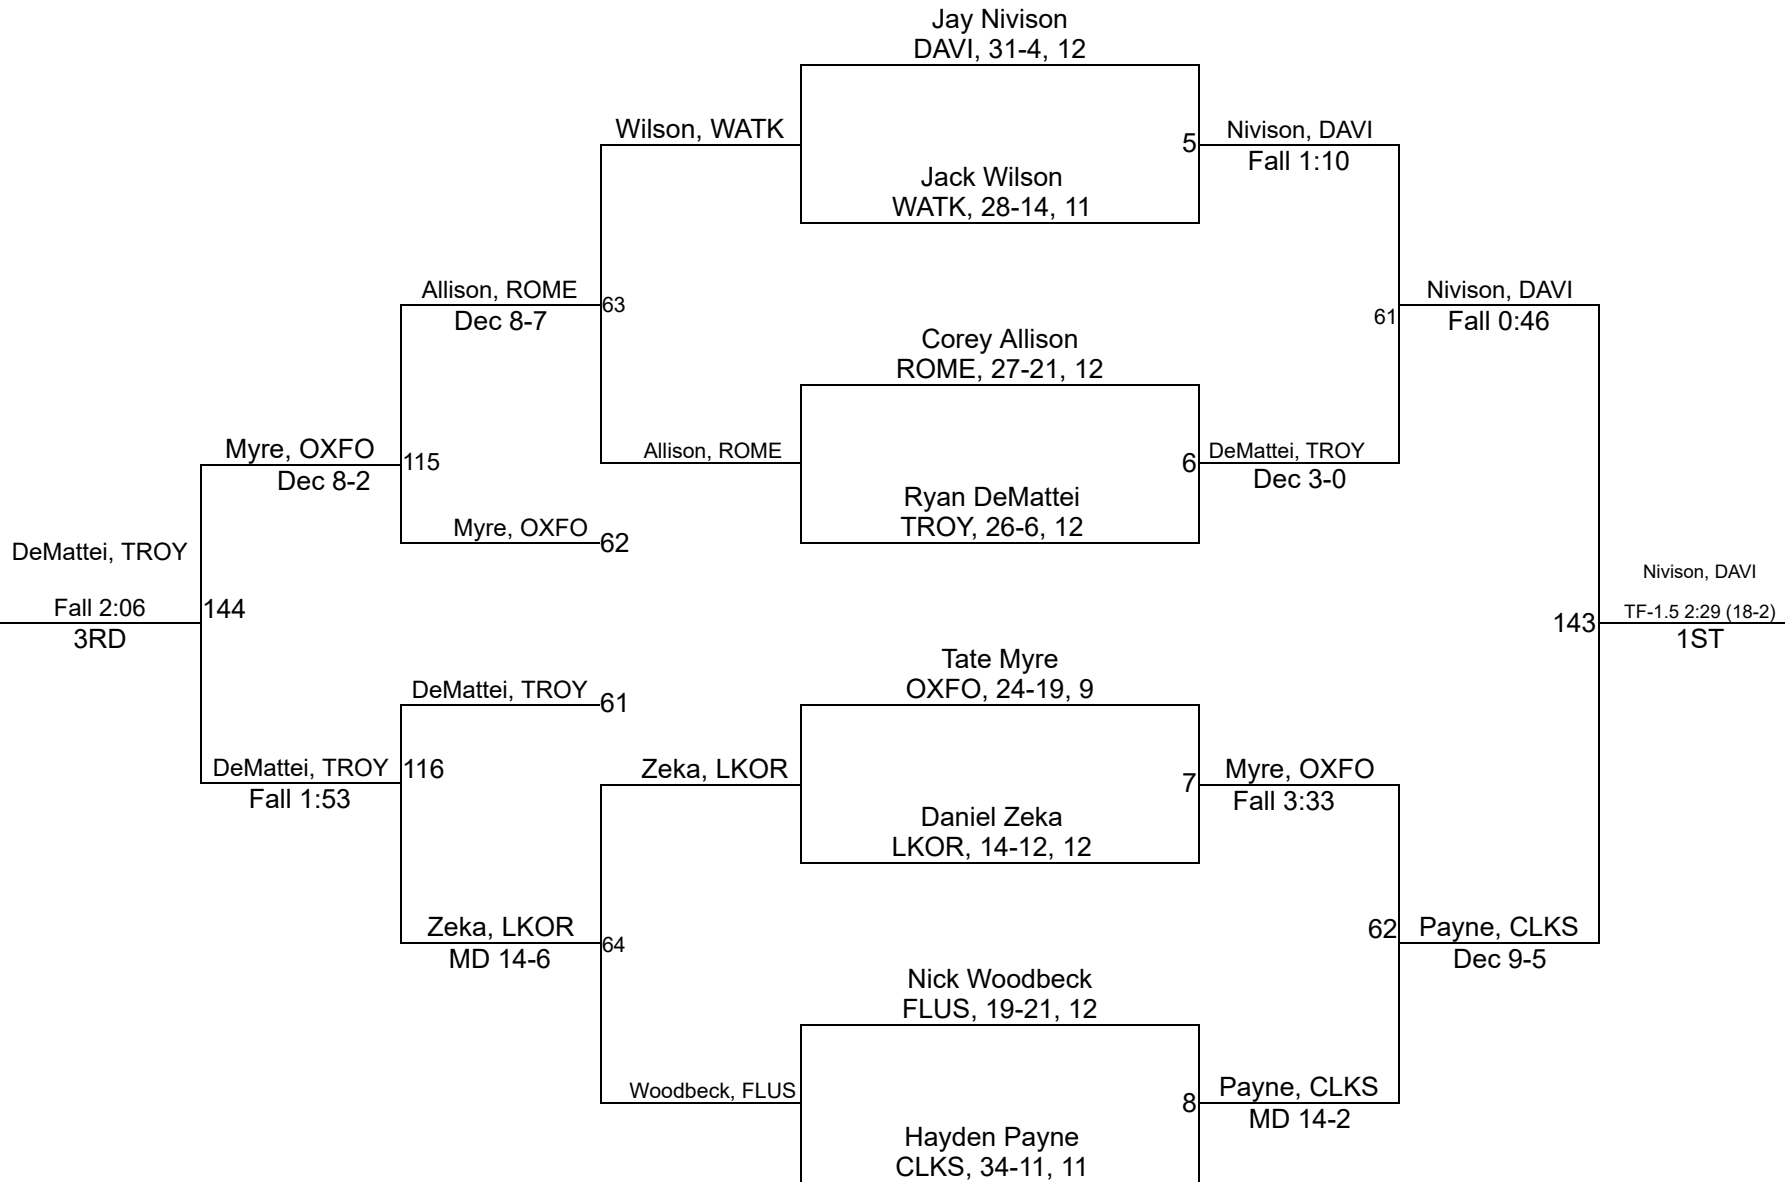 Jay Nivison
DAVI, 31-4, 12
Wilson, WATK
5
Nivison, DAVI
Fall 1:10
Jack Wilson
WATK, 28-14, 11
Allison, ROME
Dec 8-7
63
Nivison, DAVI
Fall 0:46
61
Corey Allison
ROME, 27-21, 12
Myre, OXFO
Dec 8-2
115
Allison, ROME
6
DeMattei, TROY
Dec 3-0
Ryan DeMattei
TROY, 26-6, 12
Myre, OXFO
62
DeMattei, TROY
Fall 2:06
3RD
144
Nivison, DAVI
TF-1.5 2:29 (18-2)
1ST
143
Tate Myre
OXFO, 24-19, 9
DeMattei, TROY
61
DeMattei, TROY
Fall 1:53
116
Zeka, LKOR
7
Myre, OXFO
Fall 3:33
Daniel Zeka
LKOR, 14-12, 12
Zeka, LKOR
MD 14-6
64
62
Payne, CLKS
Dec 9-5
Nick Woodbeck
FLUS, 19-21, 12
Woodbeck, FLUS
8
Payne, CLKS
MD 14-2
Hayden Payne
CLKS, 34-11, 11